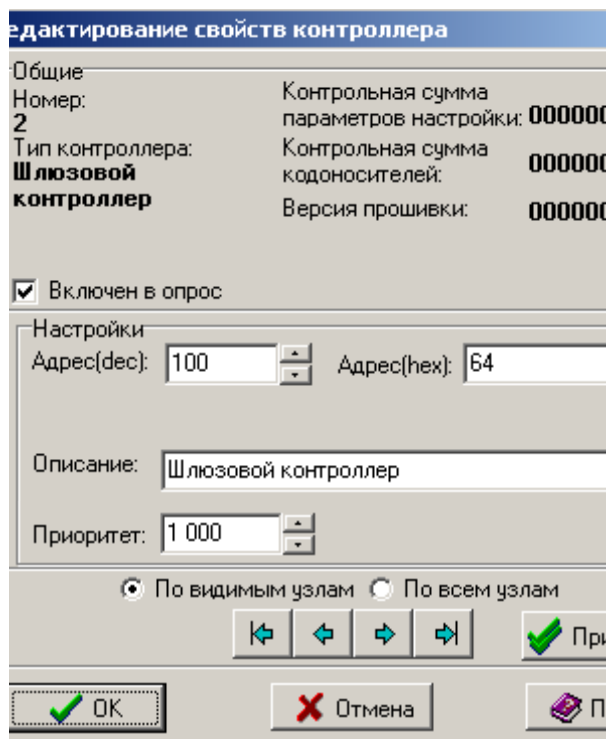 едактирование свойств контроллера
Общие
Номер:
2
Тип контроллера:
Шлюзовой
контроллер
Контрольная сумма
параметров настройки: 000000
Контрольная сумма
кодоносителей: 000000
Версия прошивки: 000000
Включен в опрос
Настройки
Адрес(dec): 100 Адрес(hex): 64
Описание: Шлюзовой контроллер
Приоритет: 1 000
По видимым узлам По всем узлам
При
OK Отмена П